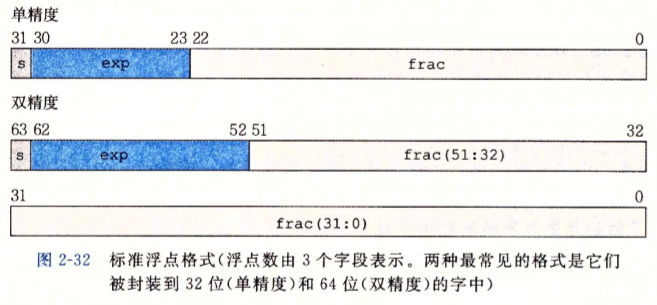 单精度
31 30 23 22 0
s exp frac
双精度
63 62 52 51 32
s exp frac(51:32)
31 0
frac(31:0)
图 2-32 标准浮点格式(浮点数由 3 个字段表示。两种最常见的格式是它们
被封装到 32 位(单精度)和 64 位(双精度)的字中)